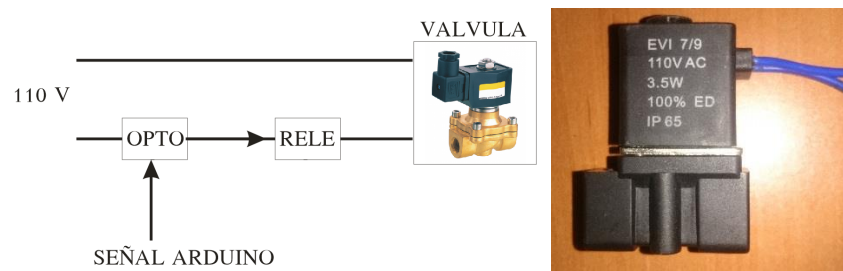 VALVULA
110 V
OPTO
RELE
SEÑAL ARDUINO
EVI 7/9
110V AC
3.5W
100% ED
IP 65